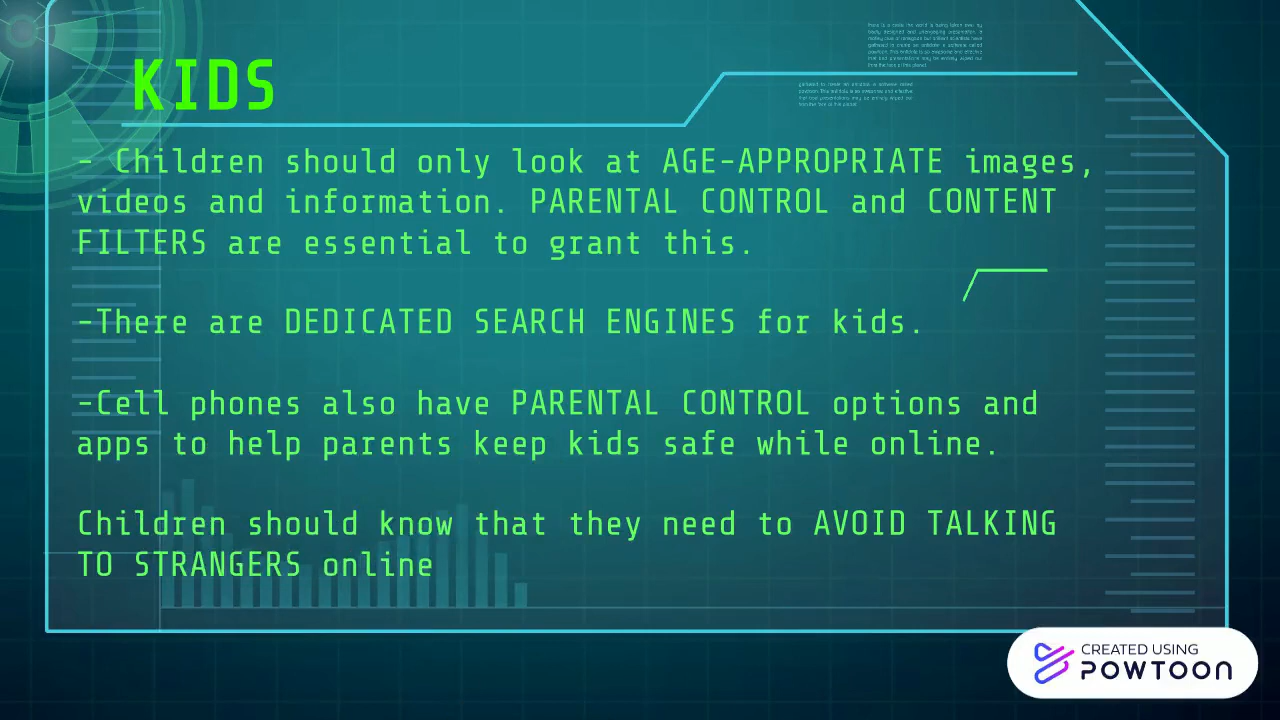 KIDS
- Children should only look at AGE-APPROPRIATE images,
videos and information. PARENTAL CONTROL and CONTENT
FILTERS are essential to grant this.
-There are DEDICATED SEARCH ENGINES for kids.
-Cell phones also have PARENTAL CONTROL options and
apps to help parents keep kids safe while online.
Children should know that they need to AVOID TALKING
TO STRANGERS online
CREATED USING
POWTOON